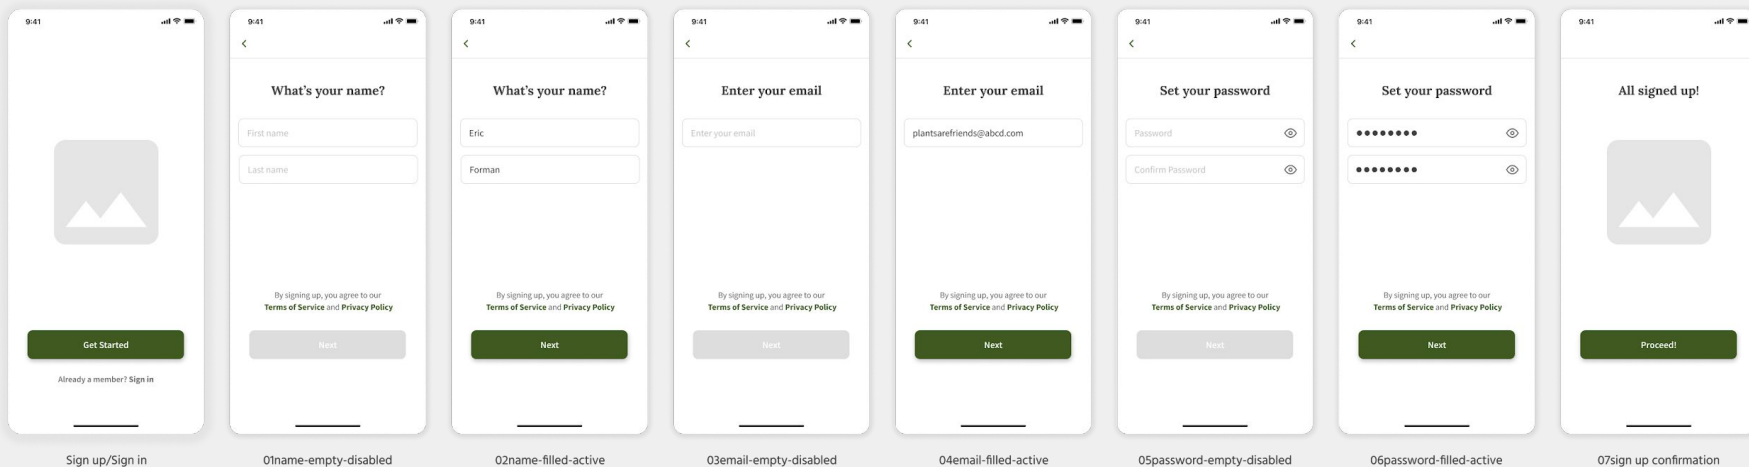 9:41
Get Started
Already a member? Sign in
Sign up/Sign in
9:41
What's your name?
First name
Last name
By signing up, you agree to our
Terms of Service and Privacy Policy
Next
01name-empty-disabled
9:41
What's your name?
Eric
Forman
By signing up, you agree to our
Terms of Service and Privacy Policy
Next
02name-filled-active
9:41
Enter your email
Enter your email
By signing up, you agree to our
Terms of Service and Privacy Policy
Next
03email-empty-disabled
9:41
Enter your email
plantsarefriends@abcd.com
By signing up, you agree to our
Terms of Service and Privacy Policy
Next
04email-filled-active
9:41
Set your password
Password
Confirm Password
By signing up, you agree to our
Terms of Service and Privacy Policy
Next
05password-empty-disabled
9:41
Set your password
By signing up, you agree to our
Terms of Service and Privacy Policy
Next
06password-filled-active
9:41
All signed up!
Proceed!
07sign up confirmation